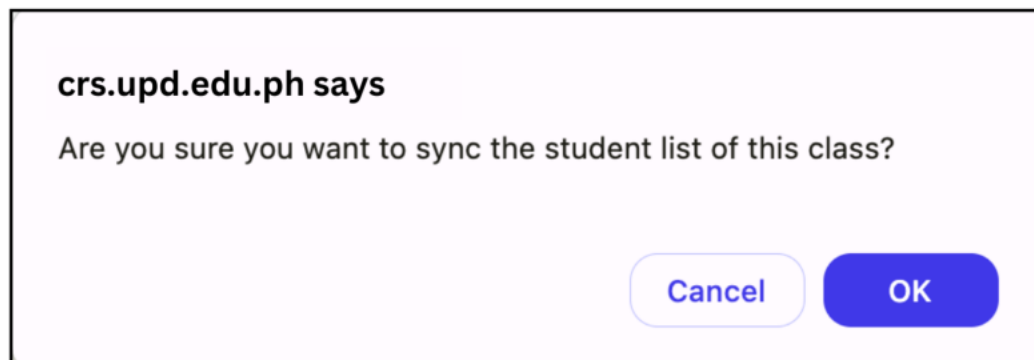 crs.upd.edu.ph says
Are you sure you want to sync the student list of this class?
Cancel OK